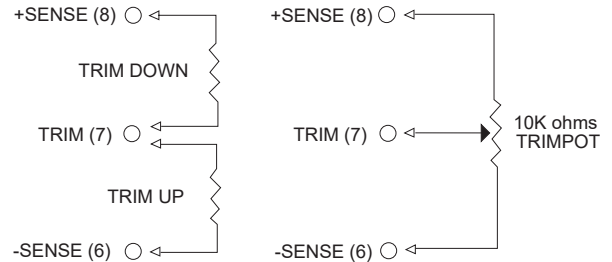 +SENSE (8)
TRIM DOWN
TRIM (7)
TRIM UP
-SENSE (6)
+SENSE (8)
TRIM (7)
10K ohms
TRIMPOT
-SENSE (6)